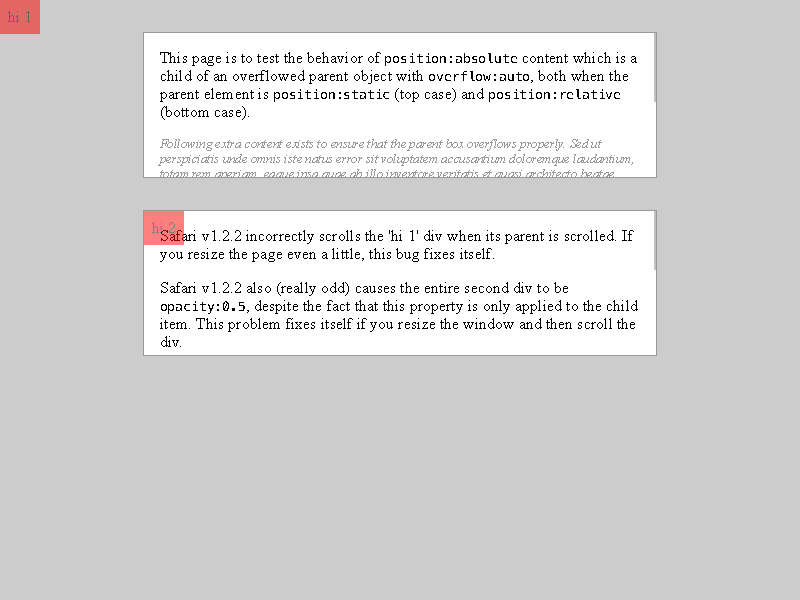 hi 1
This page is to test the behavior of position:absolute content which is a
child of an overflowed parent object with overflow:auto, both when the
parent element is position:static (top case) and position:relative
(bottom case).
Following extra content exists to ensure that the parent box overflows properly. Sed ut
perspiciatis unde omnis iste natus error sit voluptatem accusantium doloremque laudantium,
totam rem aperiam, eaque ipsa quae ab illo inventore veritatis et quasi architecto beatae
hi 2
Safari v1.2.2 incorrectly scrolls the 'hi 1' div when its parent is scrolled. If
you resize the page even a little, this bug fixes itself.
Safari v1.2.2 also (really odd) causes the entire second div to be
opacity:0.5, despite the fact that this property is only applied to the child
item. This problem fixes itself if you resize the window and then scroll the
div.